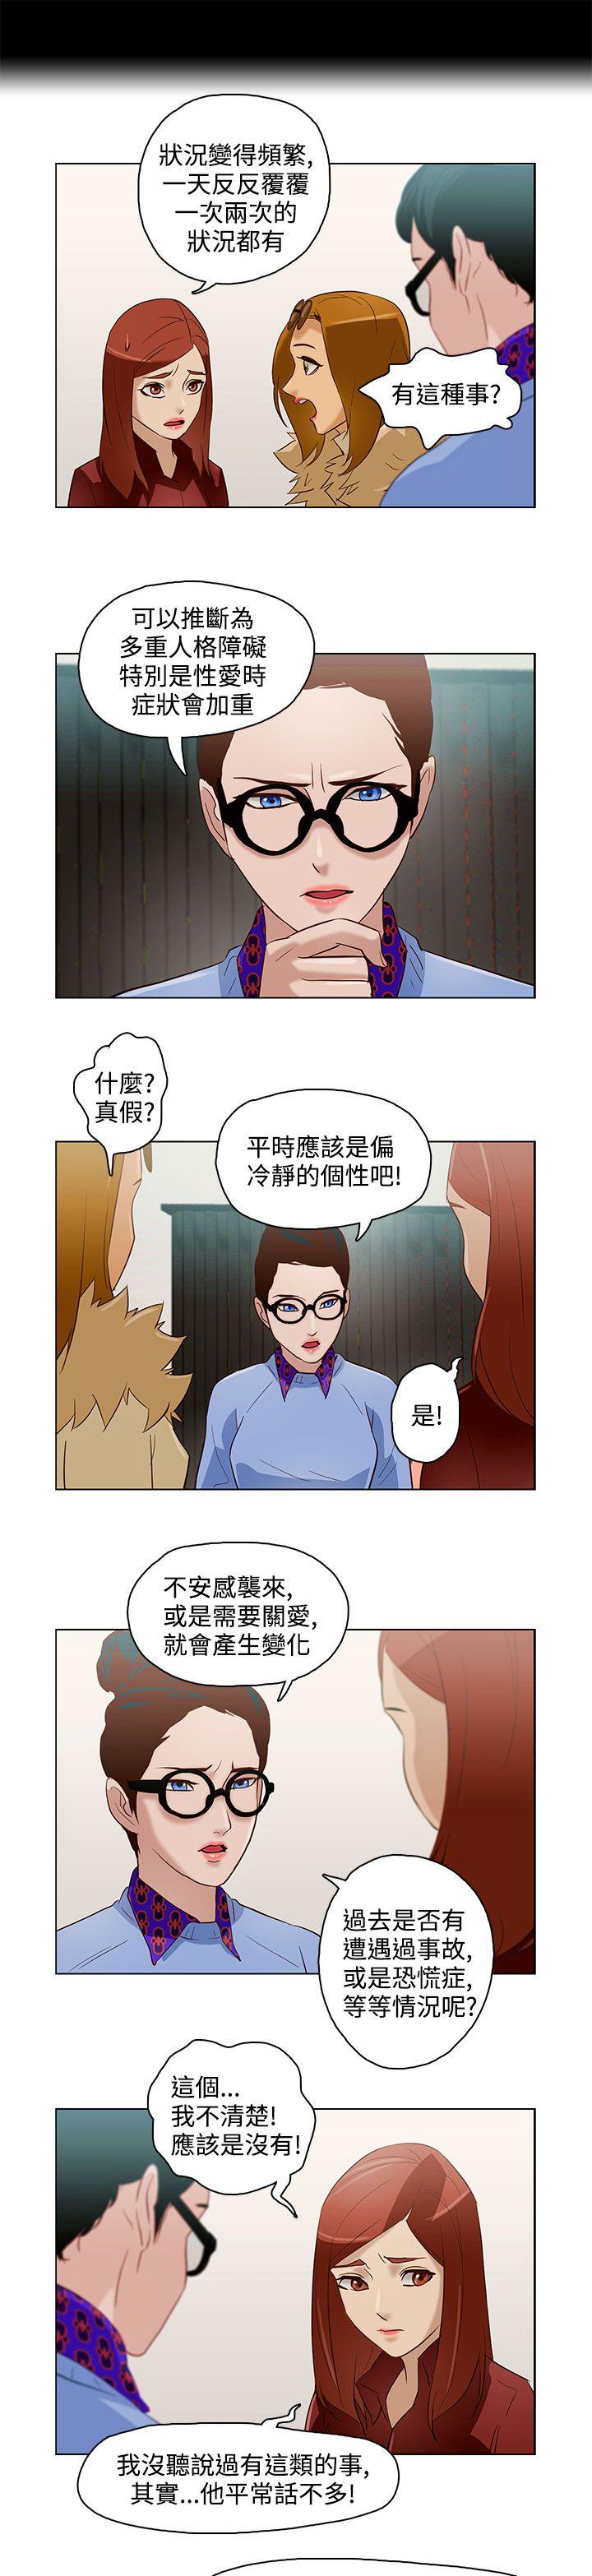 狀況變得頻繁,
一天反反覆覆
一次兩次的
狀況都有
有這種事?
可以推斷為
多重人格障礙
特別是性愛時
症狀會加重
什麼?
真假?
平時應該是偏
冷靜的個性吧!
是!
不安感襲來,
或是需要關愛,
就會產生變化
過去是否有
遭遇過事故,
或是恐慌症,
等等情況呢?
這個...
我不清楚!
應該是沒有!
我沒聽說過有這類的事,
其實...他平常話不多!